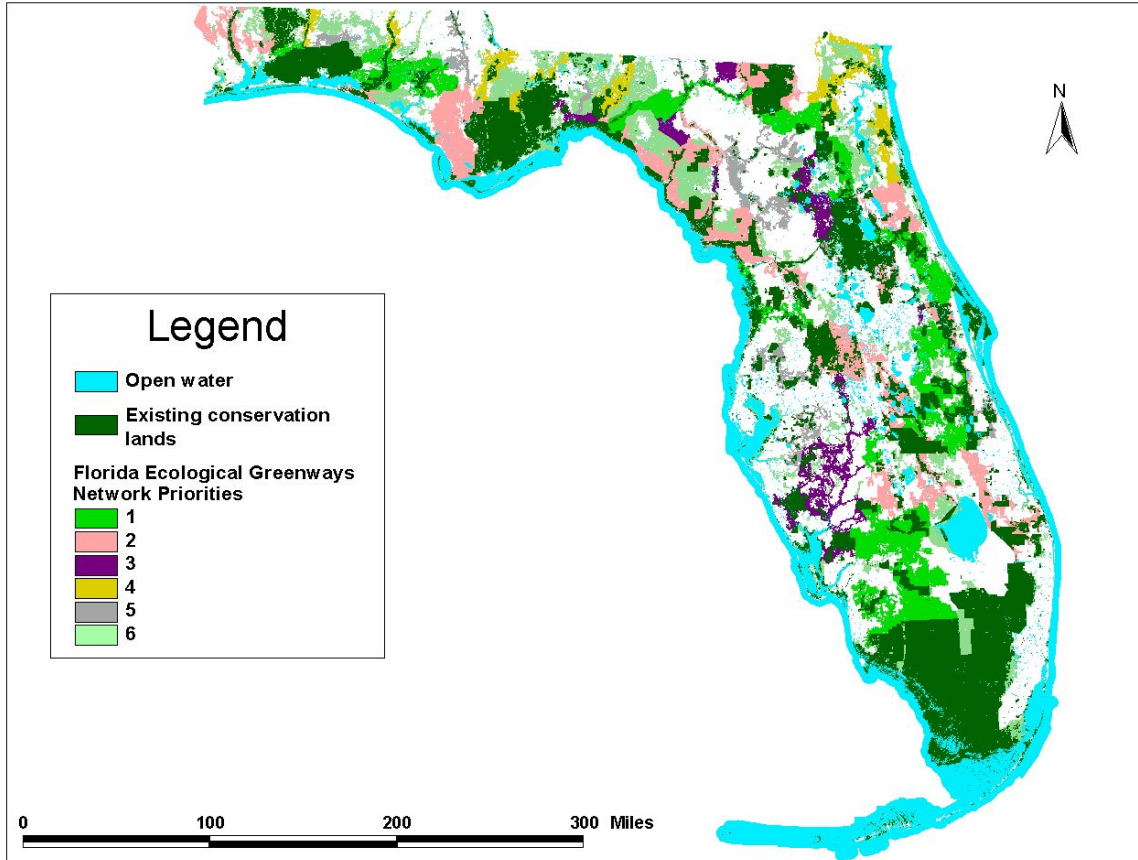 N
Legend
Open water
Existing conservation
lands
Florida Ecological Greenways
Network Priorities
1
2
3
4
5
6
0 100 200 300 Miles